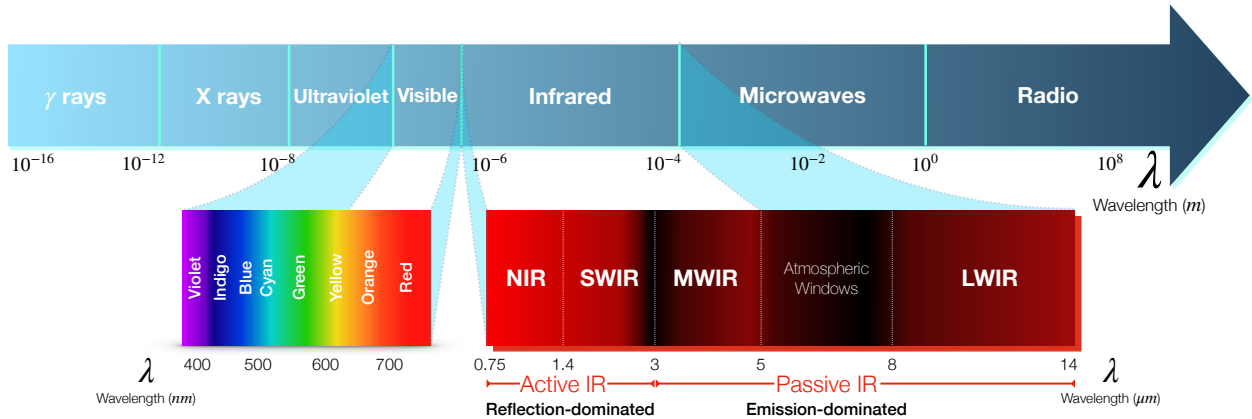 γ rays
X rays
Ultraviolet
Visible
Infrared
Microwaves
Radio
10⁻¹⁶
10⁻¹²
10⁻⁸
10⁻⁶
10⁻⁴
10⁻²
10⁰
10⁸
λ
Wavelength (m)
Violet
Indigo
Blue
Cyan
Green
Yellow
Orange
Red
NIR
SWIR
MWIR
Atmospheric
Windows
LWIR
λ
Wavelength (nm)
400
500
600
700
0.75
1.4
3
5
8
14
λ
Wavelength (μm)
Active IR
Passive IR
Reflection-dominated
Emission-dominated